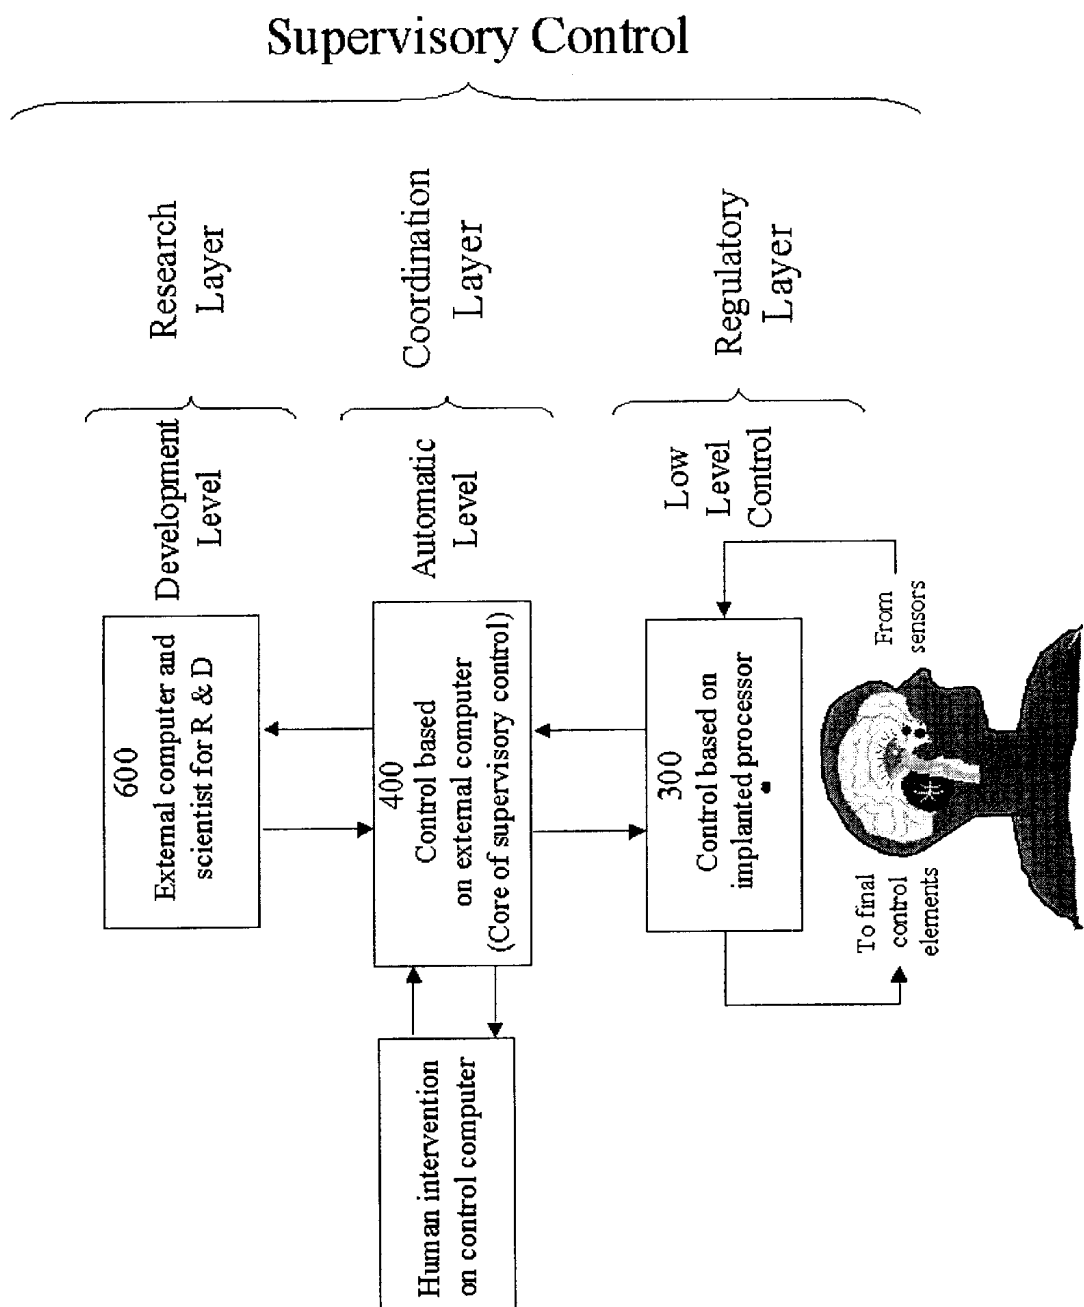 Supervisory Control
Research
Layer
Coordination
Layer
Regulatory
Layer
Development
Level
Automatic
Level
Low
Level
Control
600
External computer and
scientist for R & D
400
Control based
on external computer
(Core of supervisory control)
300
Control based on
implanted processor
From
sensors
To final
control
elements
Human intervention
on control computer